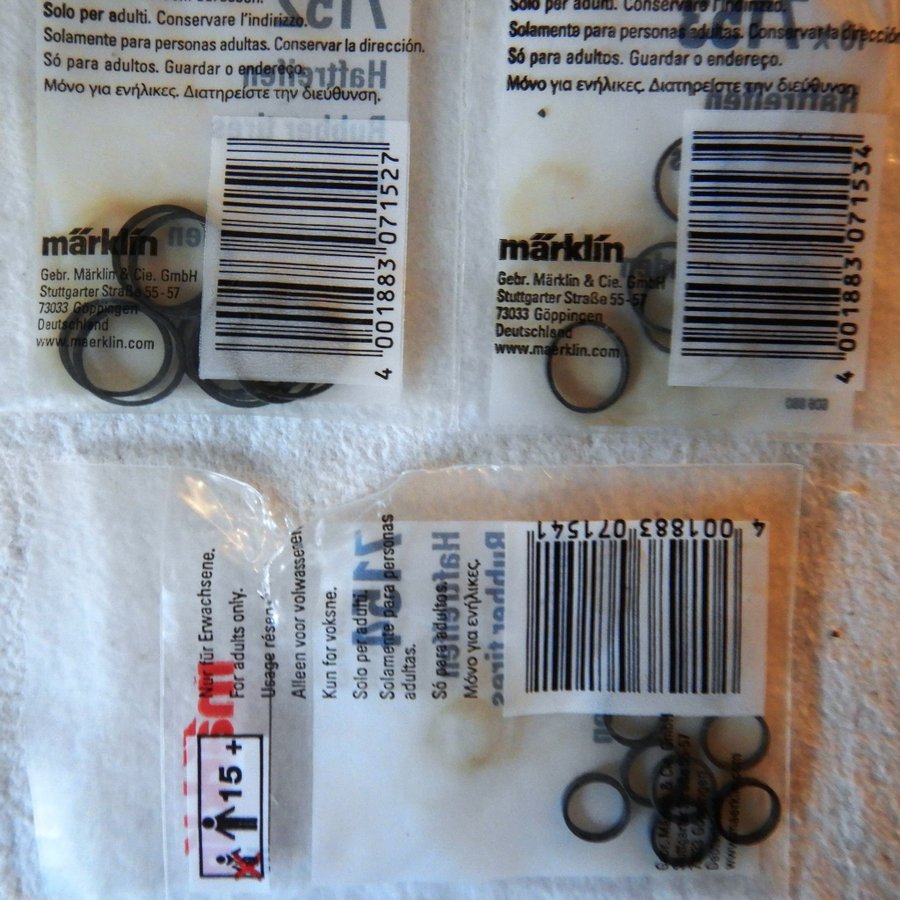 7152
Solo per adulti. Conservare l'indirizzo.
Solamente para personas adultas. Conservar la dirección.
Só para adultos. Guardar o endereço.
Μόνο για ενήλικες. Διατηρείστε την διεύθυνση.
Haftreifen
Rubber tires
4 001883 071527
märklin
Gebr. Märklin & Cie. GmbH
Stuttgarter Straße 55-57
73033 Göppingen
Deutschland
www.maerklin.com
7153
Solo per adulti. Conservare l'indirizzo.
Solamente para personas adultas. Conservar la dirección
Só para adultos. Guardar o endereço.
Μόνο για ενήλικες. Διατηρείστε την διεύθυνση.
Haftreifen
4 001883 071534
märklin
Gebr. Märklin & Cie. GmbH
Stuttgarter Straße 55-57
73033 Göppingen
Deutschland
www.maerklin.com
Nur für Erwachsene.
For adults only.
Alleen voor volwassenen.
Kun for voksne.
Solo per adulti.
Solamente para personas
adultas.
Só para adultos.
Μόνο για ενήλικες.
7154
Haftreifen
Rubber tires
4 001883 071541
15 +